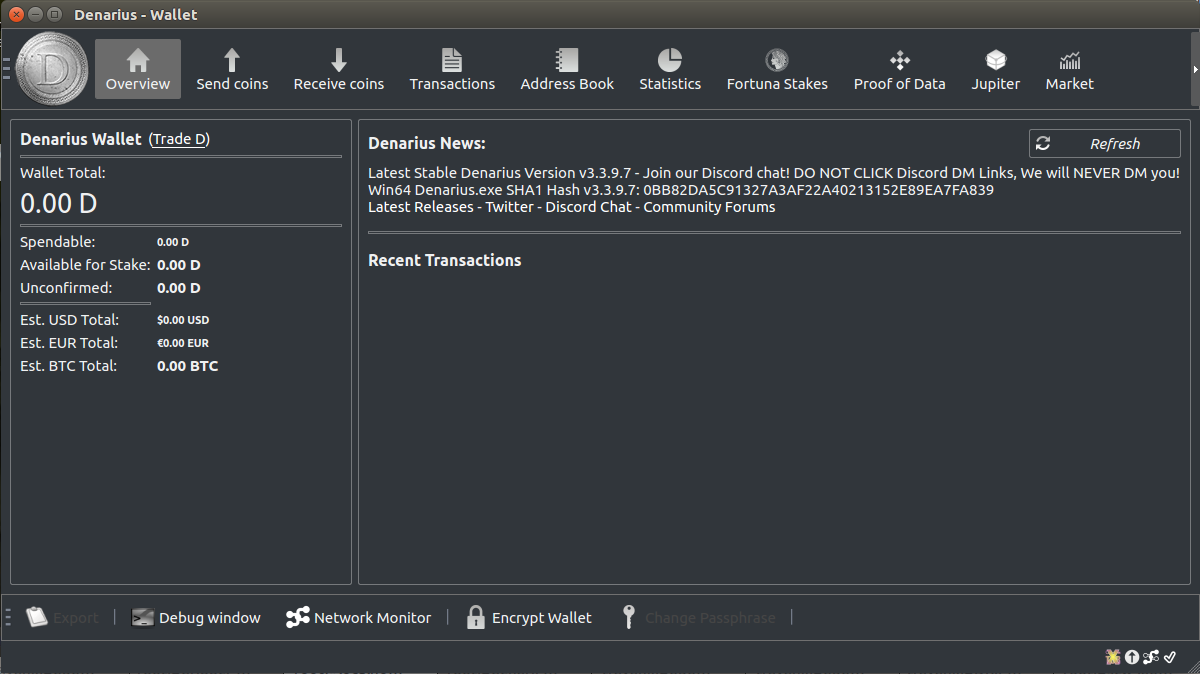 Denarius - Wallet
Overview
Send coins
Receive coins
Transactions
Address Book
Statistics
Fortuna Stakes
Proof of Data
Jupiter
Market
Denarius Wallet (Trade D)
Wallet Total:
0.00 D
Spendable: 0.00 D
Available for Stake: 0.00 D
Unconfirmed: 0.00 D
Est. USD Total: $0.00 USD
Est. EUR Total: €0.00 EUR
Est. BTC Total: 0.00 BTC
Denarius News:
Refresh
Latest Stable Denarius Version v3.3.9.7 - Join our Discord chat! DO NOT CLICK Discord DM Links, We will NEVER DM you!
Win64 Denarius.exe SHA1 Hash v3.3.9.7: 0BB82DA5C91327A3AF22A40213152E89EA7FA839
Latest Releases - Twitter - Discord Chat - Community Forums
Recent Transactions
Export
Debug window
Network Monitor
Encrypt Wallet
Change Passphrase